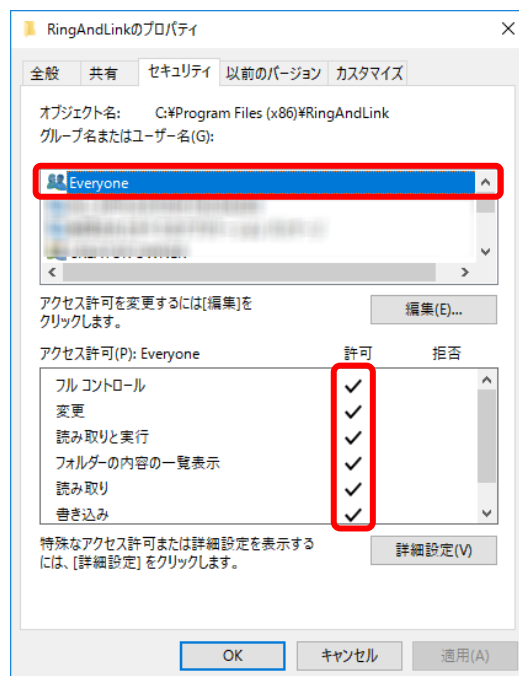 RingAndLinkのプロパティ
全般 共有 セキュリティ 以前のバージョン カスタマイズ
オブジェクト名: C:¥Program Files (x86)¥RingAndLink
グループ名またはユーザー名(G):
Everyone
アクセス許可を変更するには[編集]を
クリックします。
編集(E)...
アクセス許可(P): Everyone 許可 拒否
フル コントロール
変更
読み取りと実行
フォルダーの内容の一覧表示
読み取り
書き込み
特殊なアクセス許可または詳細設定を表示する
には、[詳細設定] をクリックします。
詳細設定(V)
OK キャンセル 適用(A)